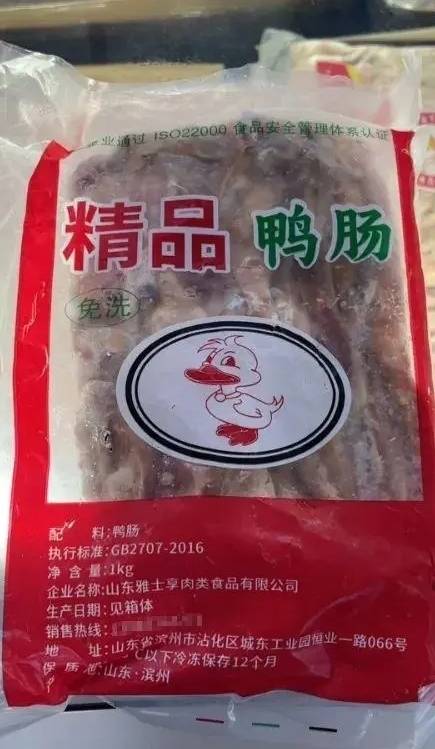 业通过 ISO22000 食品安全管理体系认证
精品 鸭肠
免洗
配 料:鸭肠
执行标准:GB2707-2016
净 含 量:1kg
企业名称:山东雅士享肉类食品有限公司
生产日期:见箱体
销售热线:
地 址:山东省滨州市沾化区城东工业园恒业一路066号
保 质 ℃以下冷冻保存12个月
地:山东·滨州